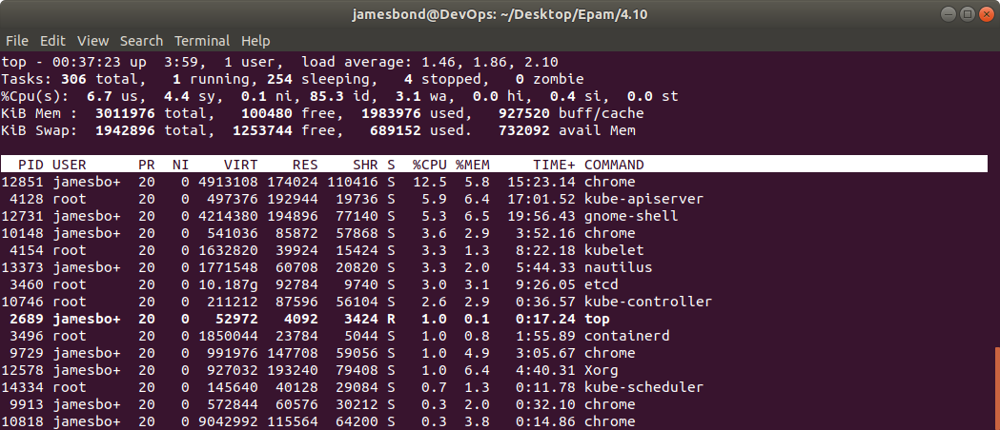 jamesbond@DevOps: ~/Desktop/Epam/4.10
File Edit View Search Terminal Help
top - 00:37:23 up  3:59,  1 user,  load average: 1.46, 1.86, 2.10
Tasks: 306 total,   1 running, 254 sleeping,   4 stopped,   0 zombie
%Cpu(s):  6.7 us,  4.4 sy,  0.1 ni, 85.3 id,  3.1 wa,  0.0 hi,  0.4 si,  0.0 st
KiB Mem :  3011976 total,   100480 free,  1983976 used,   927520 buff/cache
KiB Swap:  1942896 total,  1253744 free,   689152 used.   732092 avail Mem
PID USER      PR  NI    VIRT    RES    SHR S  %CPU %MEM     TIME+ COMMAND
12851 jamesbo+  20   0 4913108 174024 110416 S  12.5  5.8  15:23.14 chrome
4128 root      20   0  497376 192944  19736 S   5.9  6.4  17:01.52 kube-apiserver
12731 jamesbo+  20   0 4214380 194896  77140 S   5.3  6.5  19:56.43 gnome-shell
10148 jamesbo+  20   0  541036  85872  57868 S   3.6  2.9   3:52.16 chrome
4154 root      20   0 1632820  39924  15424 S   3.3  1.3   8:22.18 kubelet
13373 jamesbo+  20   0 1771548  60708  20820 S   3.3  2.0   5:44.33 nautilus
3460 root      20   0 10.187g  92784   9740 S   3.0  3.1   9:26.05 etcd
10746 root      20   0  211212  87596  56104 S   2.6  2.9   0:36.57 kube-controller
2689 jamesbo+  20   0   52972   4092   3424 R   1.0  0.1   0:17.24 top
3496 root      20   0 1850044  23784   5044 S   1.0  0.8   1:55.89 containerd
9729 jamesbo+  20   0  991976 147708  59056 S   1.0  4.9   3:05.67 chrome
12578 jamesbo+  20   0  927032 193240  79408 S   1.0  6.4   4:40.31 Xorg
14334 root      20   0  145640  40128  29084 S   0.7  1.3   0:11.78 kube-scheduler
9913 jamesbo+  20   0  572844  60576  30212 S   0.3  2.0   0:32.10 chrome
10818 jamesbo+  20   0 9042992 115564  64200 S   0.3  3.8   0:14.86 chrome